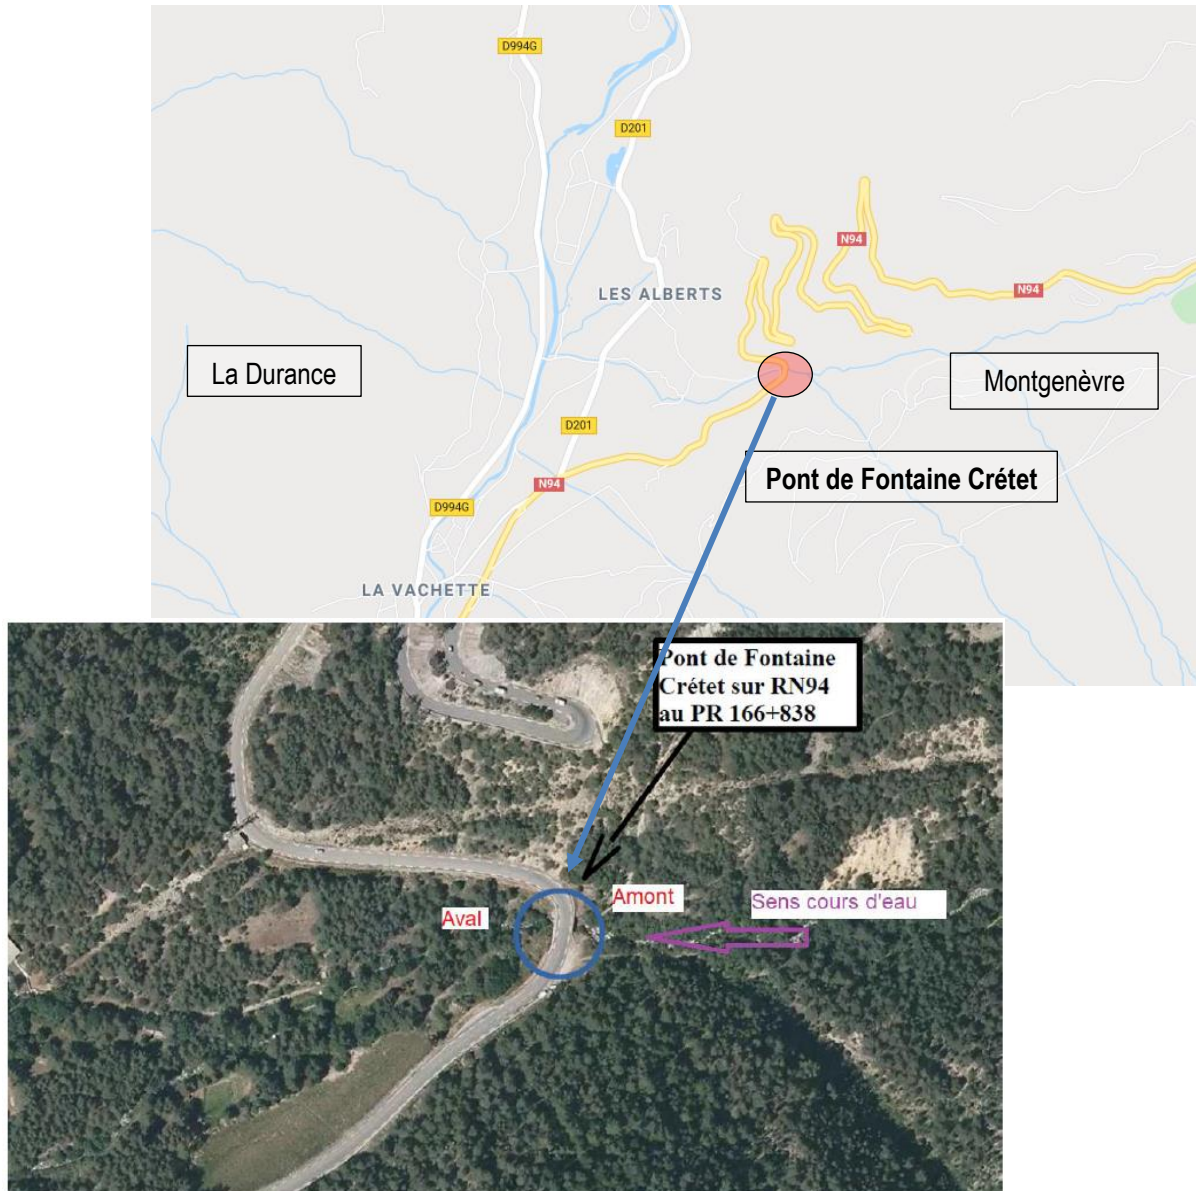 D994G
D201
N94
LES ALBERTS
N94
La Durance
Montgenèvre
D201
Pont de Fontaine Crétet
N94
D994G
LA VACHETTE
Pont de Fontaine
Crétet sur RN94
au PR 166+838
Amont
Sens cours d'eau
Aval